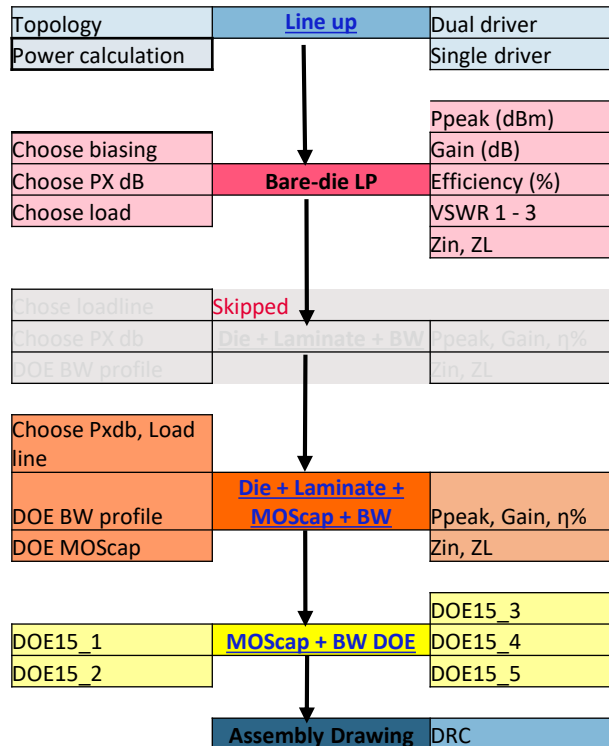 Topology Line up Dual driver
Power calculation Single driver
Ppeak (dBm)
Choose biasing Gain (dB)
Choose PX dB Bare-die LP Efficiency (%)
Choose load VSWR 1 - 3
Zin, ZL
Chose loadline Skipped
Choose PX db Die + Laminate + BW Ppeak, Gain, η%
DOE BW profile Zin, ZL
Choose Pxdb, Load
line
Die + Laminate +
DOE BW profile MOScap + BW Ppeak, Gain, η%
DOE MOScap Zin, ZL
DOE15_3
DOE15_1 MOScap + BW DOE DOE15_4
DOE15_2 DOE15_5
Assembly Drawing DRC